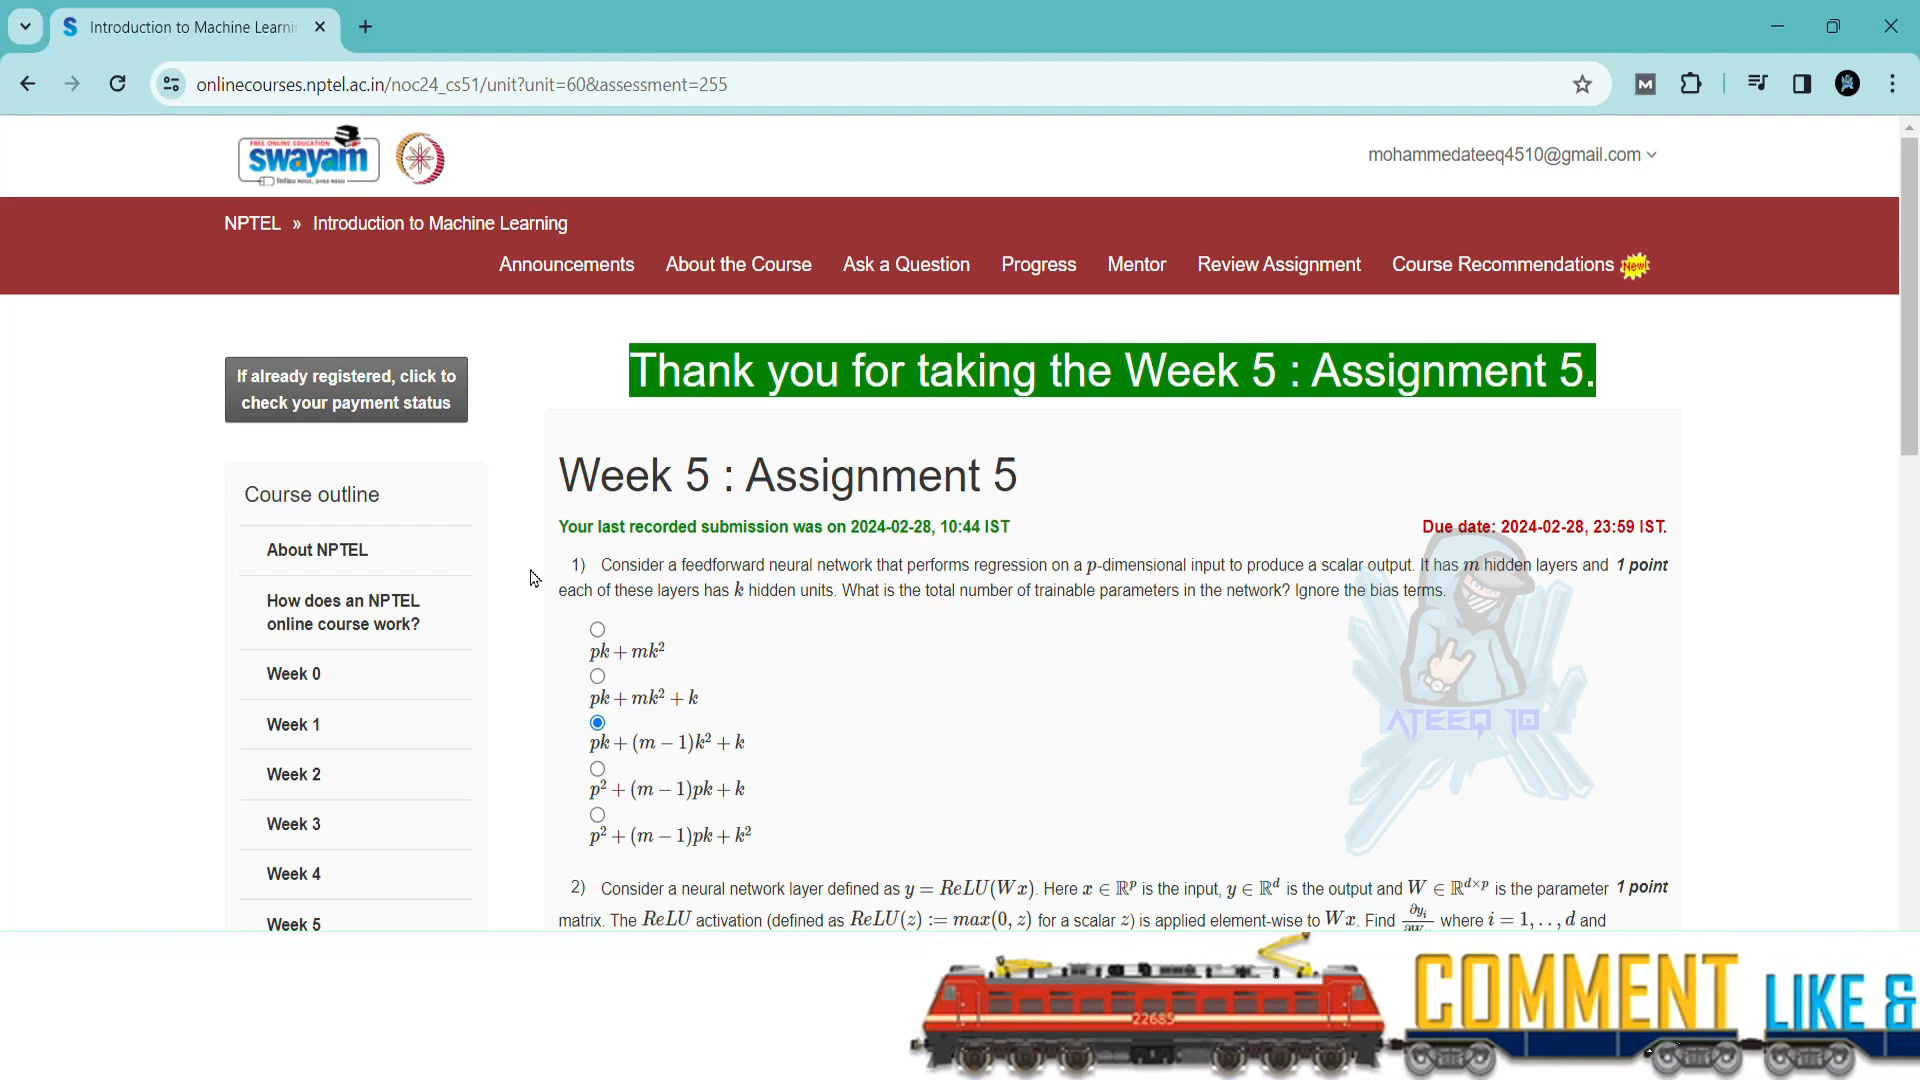 Introduction to Machine Learni
onlinecourses.nptel.ac.in/noc24_cs51/unit?unit=60&assessment=255
FREE ONLINE EDUCATION
swayam
mohammedateeq4510@gmail.com
NPTEL » Introduction to Machine Learning
Announcements About the Course Ask a Question Progress Mentor Review Assignment Course Recommendations New!
If already registered, click to
check your payment status
Thank you for taking the Week 5 : Assignment 5.
Course outline
About NPTEL
How does an NPTEL
online course work?
Week 0
Week 1
Week 2
Week 3
Week 4
Week 5
Week 5 : Assignment 5
Your last recorded submission was on 2024-02-28, 10:44 IST Due date: 2024-02-28, 23:59 IST.
1) Consider a feedforward neural network that performs regression on a p-dimensional input to produce a scalar output. It has m hidden layers and 1 point
each of these layers has k hidden units. What is the total number of trainable parameters in the network? Ignore the bias terms.
pk + mk²
pk + mk² + k
pk + (m − 1)k² + k
p² + (m − 1)pk + k
p² + (m − 1)pk + k²
ATEEQ 10
2) Consider a neural network layer defined as y = ReLU(Wx). Here x ∈ ℝᵖ is the input, y ∈ ℝᵈ is the output and W ∈ ℝᵈˣᵖ is the parameter 1 point
matrix. The ReLU activation (defined as ReLU(z) := max(0, z) for a scalar z) is applied element-wise to Wx. Find ∂yᵢ where i = 1, . . , d and
22685
COMMENT
LIKE &